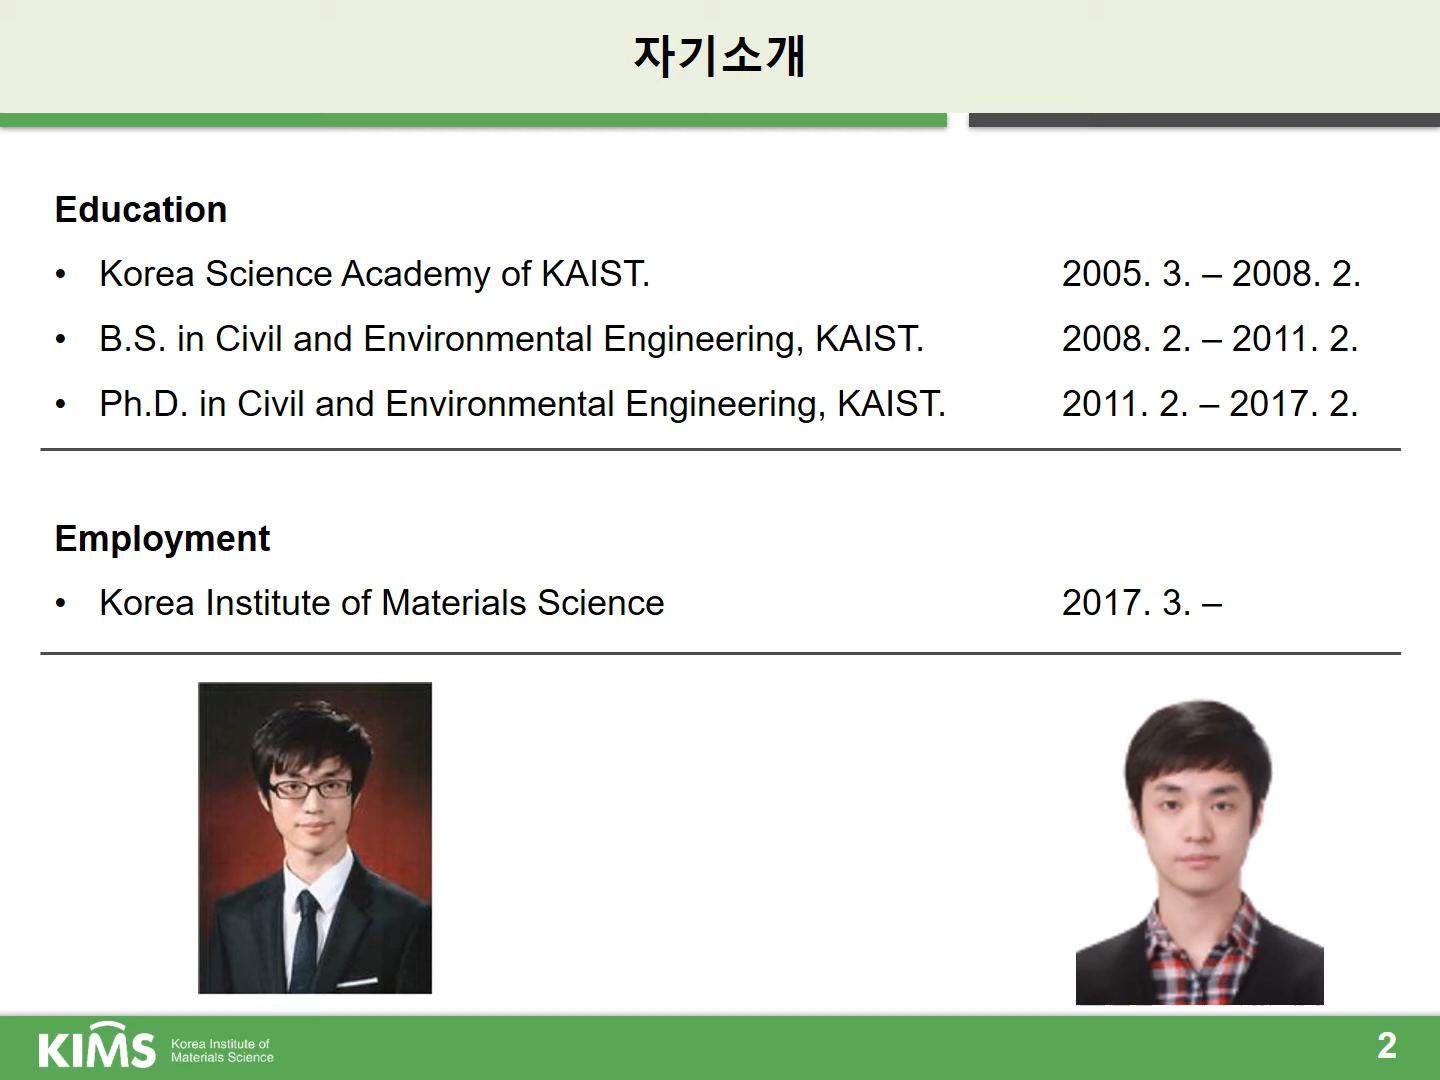 자기소개
Education
• Korea Science Academy of KAIST. 2005. 3. – 2008. 2.
• B.S. in Civil and Environmental Engineering, KAIST. 2008. 2. – 2011. 2.
• Ph.D. in Civil and Environmental Engineering, KAIST. 2011. 2. – 2017. 2.
Employment
• Korea Institute of Materials Science 2017. 3. –
KIMS
Korea Institute of
Materials Science
2